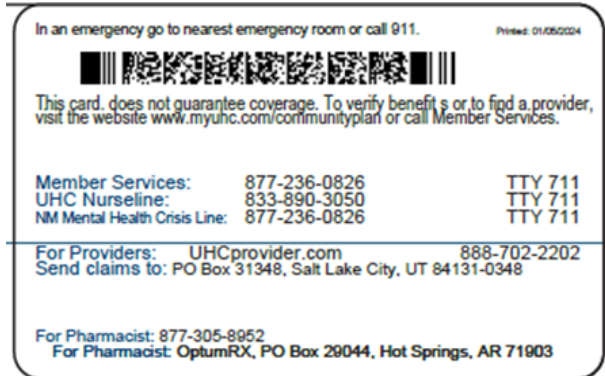 In an emergency go to nearest emergency room or call 911. Printed: 01/05/2024
This card. does not guarantee coverage. To verify benefit s or to find a.provider,
visit the website www.myuhc.com/communityplan or call Member Services.
Member Services: 877-236-0826 TTY 711
UHC Nurseline: 833-890-3050 TTY 711
NM Mental Health Crisis Line: 877-236-0826 TTY 711
For Providers: UHCprovider.com 888-702-2202
Send claims to: PO Box 31348, Salt Lake City, UT 84131-0348
For Pharmacist: 877-305-8952
For Pharmacist: OptumRX, PO Box 29044, Hot Springs, AR 71903